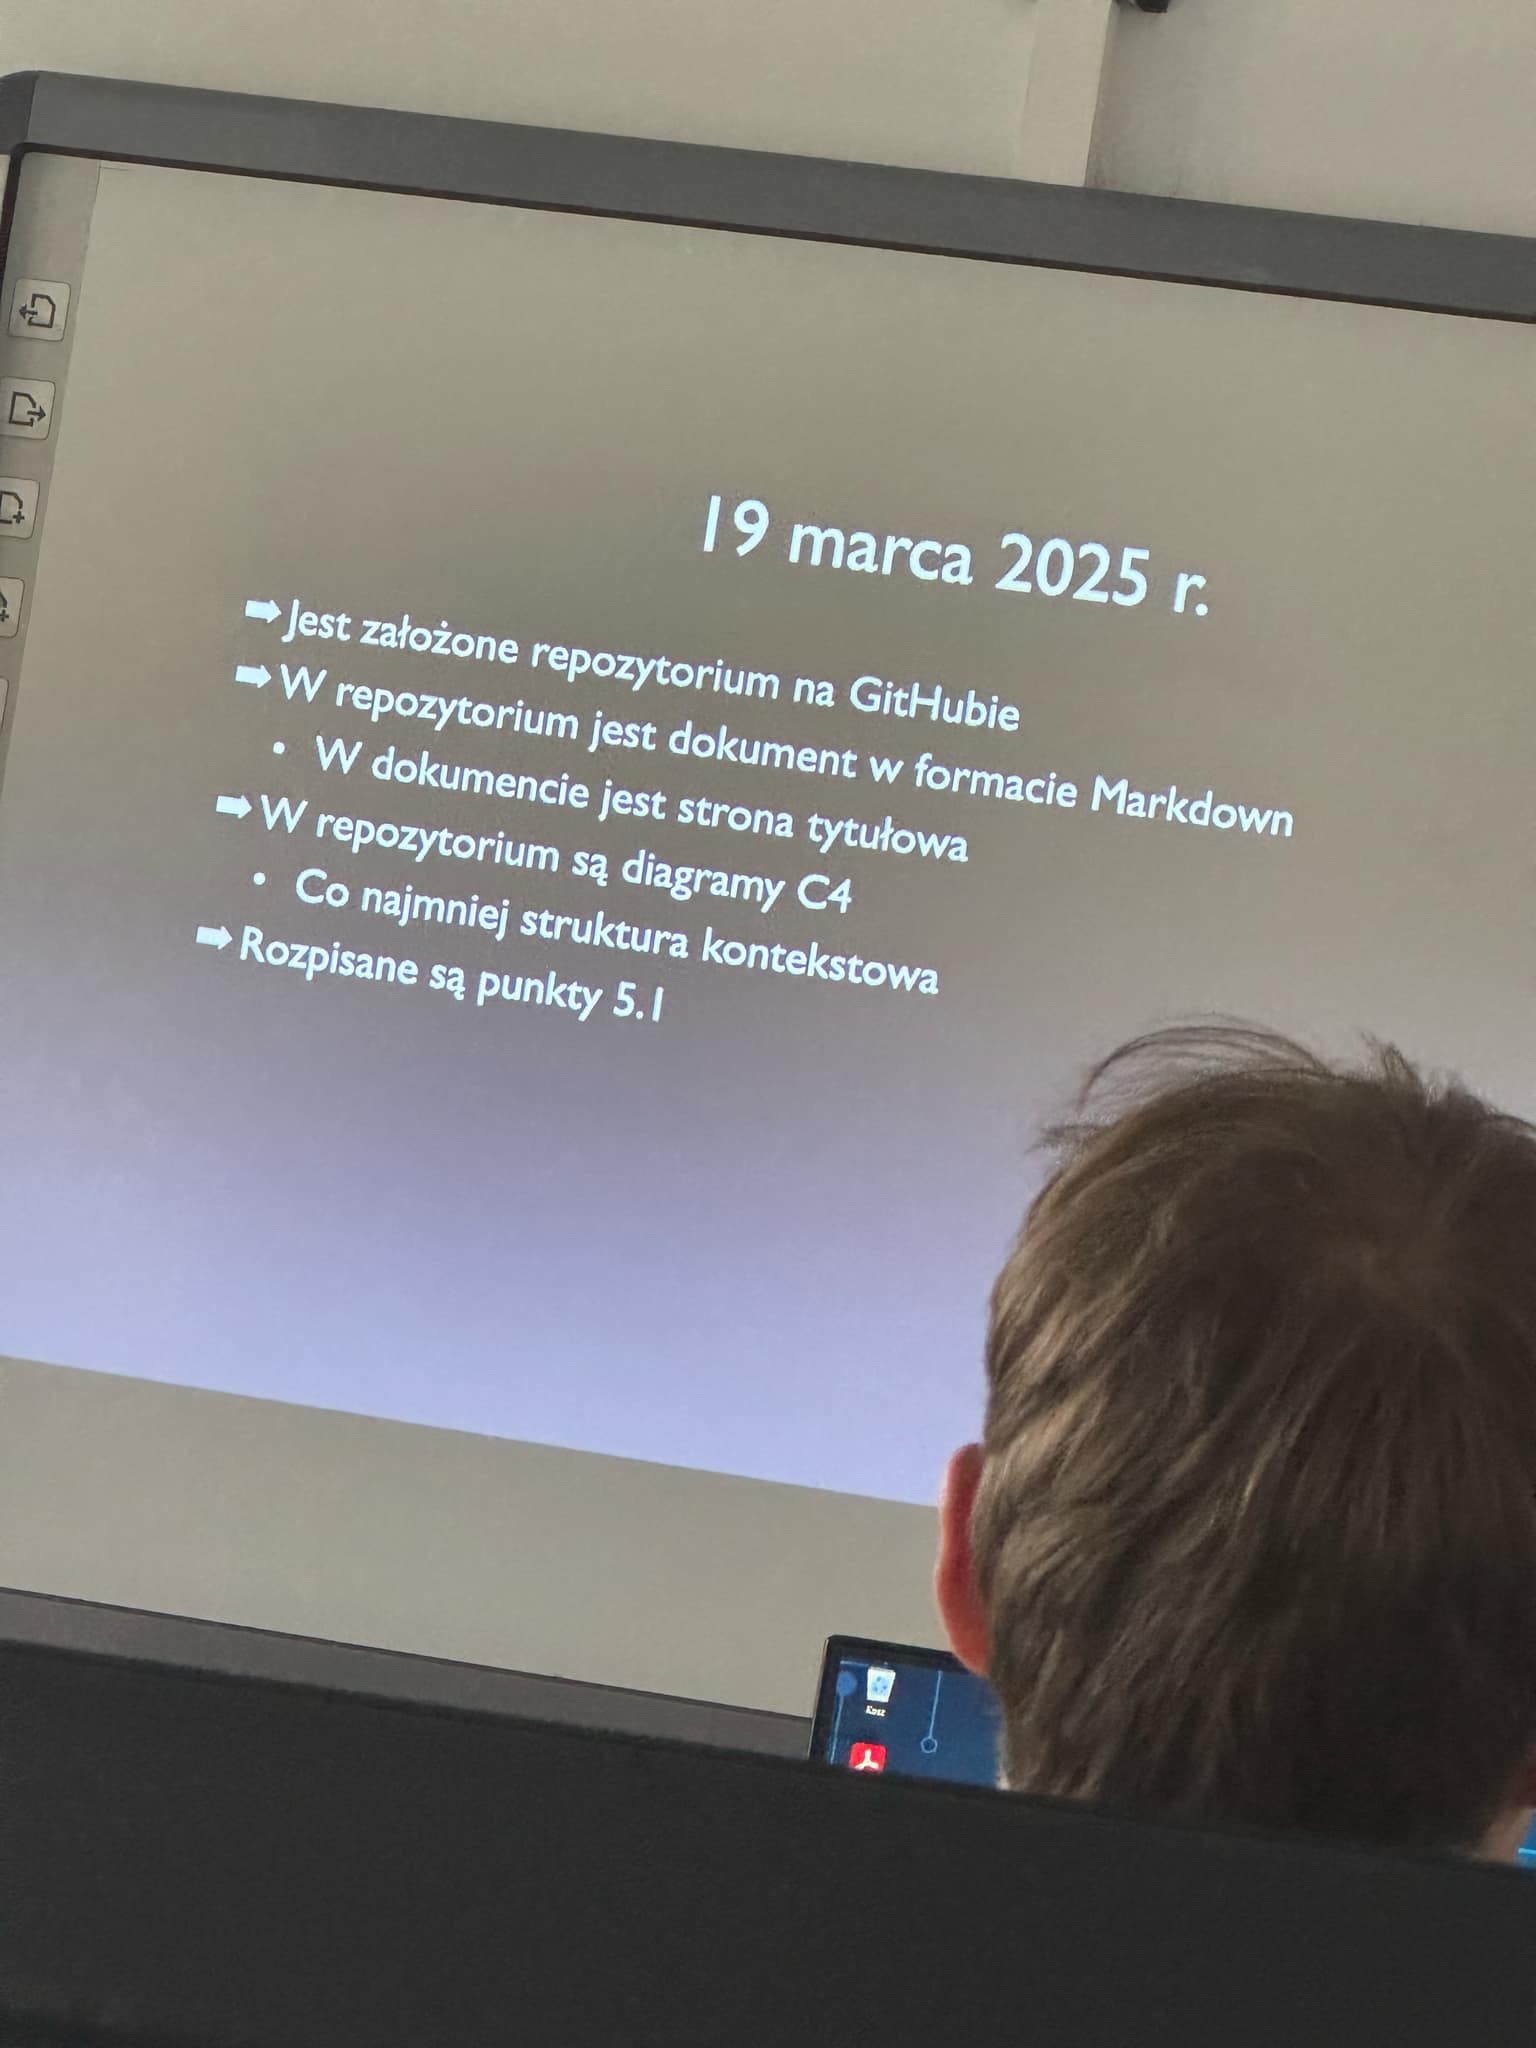 19 marca 2025 r.
➡Jest założone repozytorium na GitHubie
➡W repozytorium jest dokument w formacie Markdown
• W dokumencie jest strona tytułowa
➡W repozytorium są diagramy C4
• Co najmniej struktura kontekstowa
➡Rozpisane są punkty 5.1
Kosz